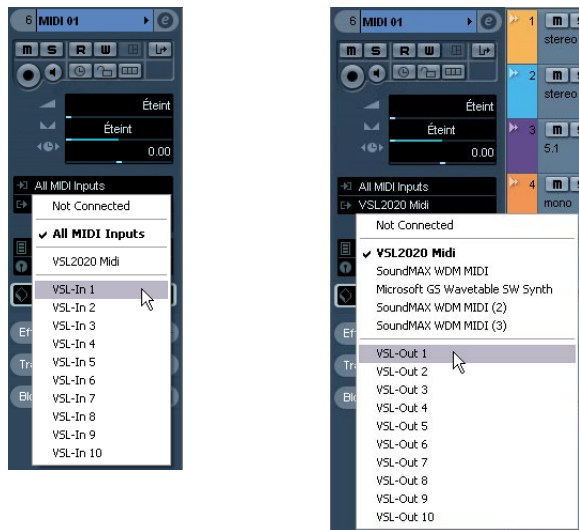 6 MIDI 01 e
m S R W
Éteint
Éteint
0.00
All MIDI Inputs
Not Connected
All MIDI Inputs
VSL2020 Midi
VSL-In 1
VSL-In 2
VSL-In 3
VSL-In 4
VSL-In 5
VSL-In 6
VSL-In 7
VSL-In 8
VSL-In 9
VSL-In 10
Ef
Tr
6 MIDI 01 e
m S R W
Éteint
Éteint
0.00
All MIDI Inputs
VSL2020 Midi
Not Connected
VSL2020 Midi
SoundMAX WDM MIDI
Microsoft GS Wavetable SW Synth
SoundMAX WDM MIDI (2)
SoundMAX WDM MIDI (3)
VSL-Out 1
VSL-Out 2
VSL-Out 3
VSL-Out 4
VSL-Out 5
VSL-Out 6
VSL-Out 7
VSL-Out 8
VSL-Out 9
VSL-Out 10
Ef
Tr
1 m
stereo
2 m
stereo
3 m
5.1
4 m
mono